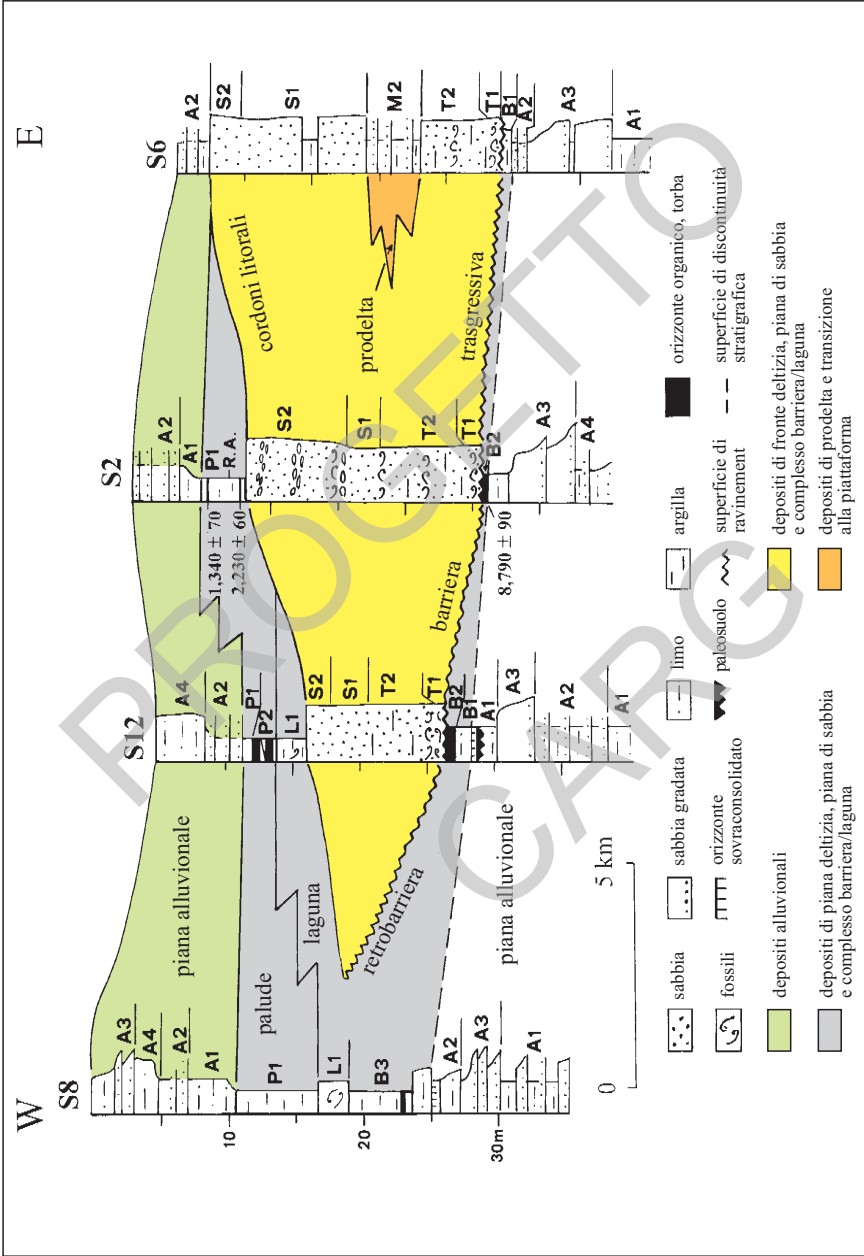 W
E
S8
S12
S2
S6
A3
A4
A2
A1
P1
L1
B3
A2
A3
A1
10
20
30m
piana alluvionale
palude
laguna
retrobarriera
piana alluvionale
A4
A2
P1
P2
L1
S2
S1
T2
T1
B2
B1
A1
A3
A2
A1
barriera
1,340 ± 70
2,230 ± 60
8,790 ± 90
A2
A1
P1
R.A.
S2
S1
T2
T1
B2
A3
A4
cordoni litorali
prodelta
trasgressiva
A2
S2
S1
M2
T2
T1
B1
A2
A3
A1
0
5 km
sabbia
sabbia gradata
limo
argilla
orizzonte organico, torba
fossili
orizzonte
sovraconsolidato
paleosuolo
superficie di
ravinement
superficie di discontinuità
stratigrafica
depositi alluvionali
depositi di fronte deltizia, piana di sabbia
e complesso barriera/laguna
depositi di piana deltizia, piana di sabbia
e complesso barriera/laguna
depositi di prodelta e transizione
alla piattaforma
PROGETTO
CARG